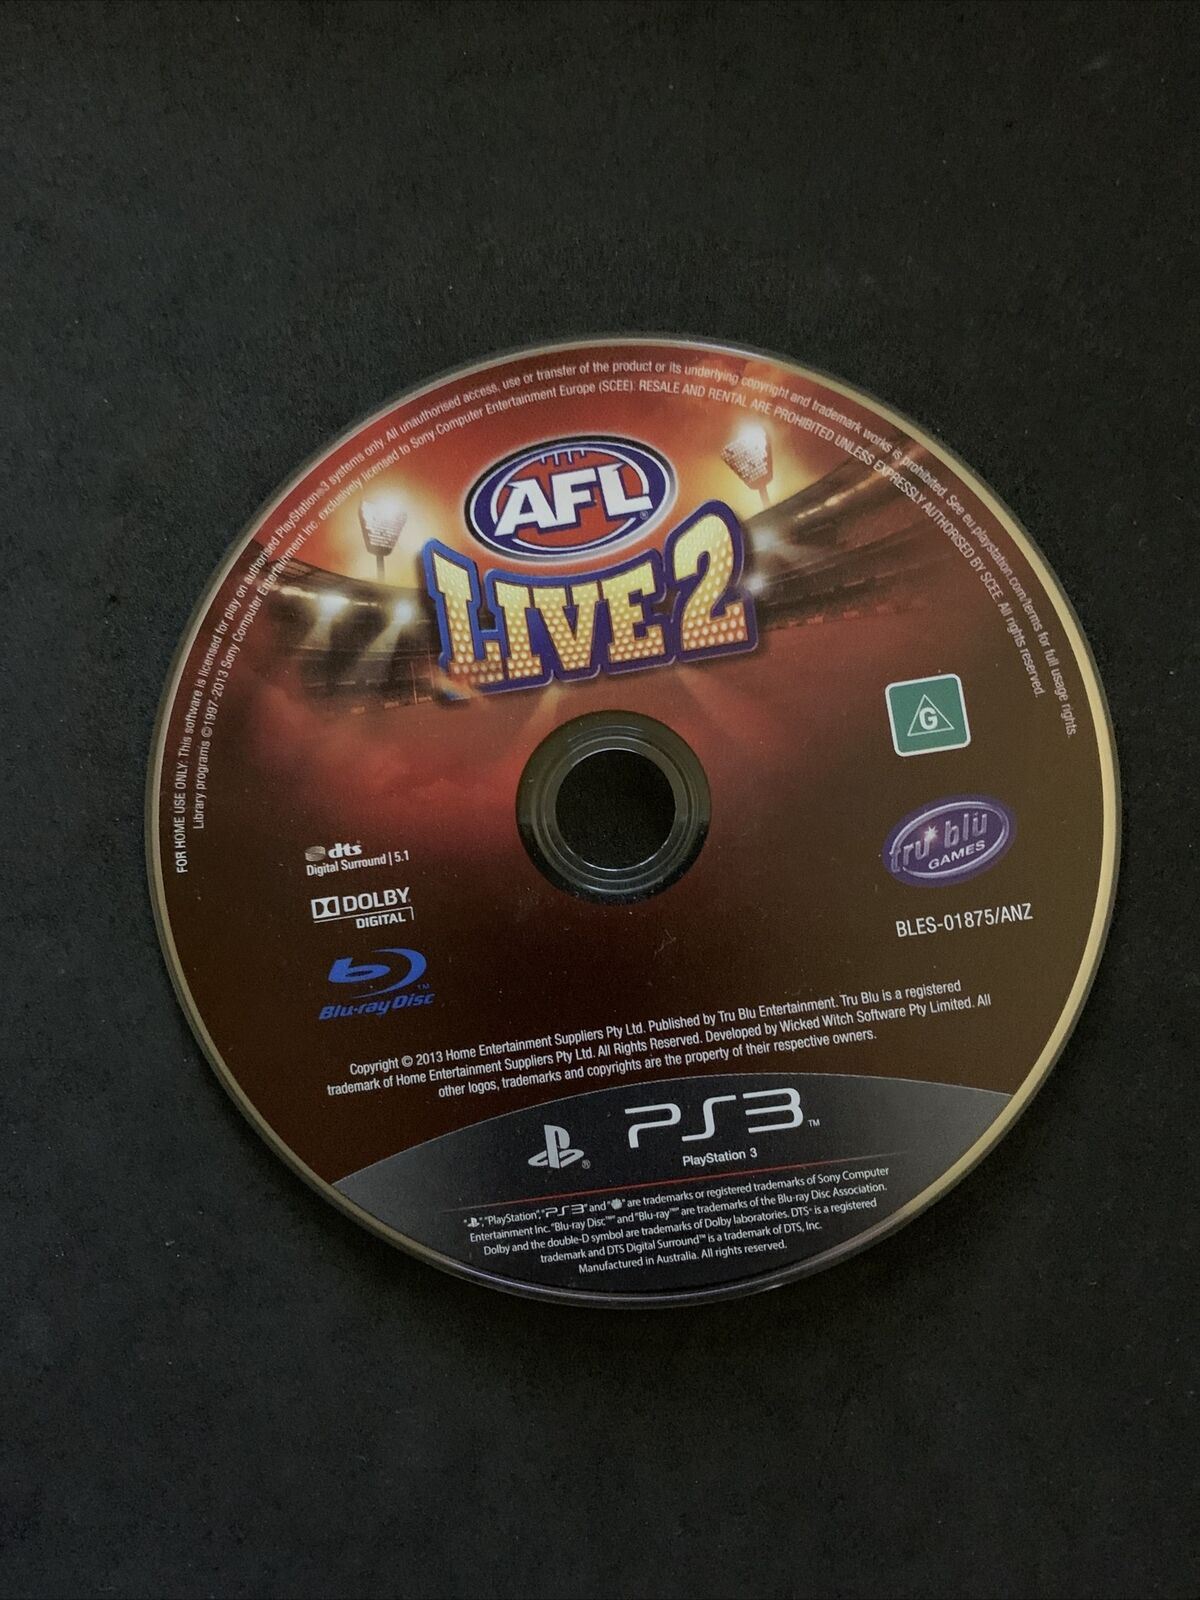 FOR HOME USE ONLY: This software is licensed for play on authorised PlayStation®3 systems only. All unauthorised access, use or transfer of the product or its underlying copyright and trademark works is prohibited. See eu.playstation.com/terms for full usage rights.
Library programs ©1997-2013 Sony Computer Entertainment Inc. exclusively licensed to Sony Computer Entertainment Europe (SCEE). RESALE AND RENTAL ARE PROHIBITED UNLESS EXPRESSLY AUTHORISED BY SCEE. All rights reserved.
AFL®
LIVE 2
G
dts
Digital Surround | 5.1
DOLBY®
DIGITAL
Blu-ray Disc™
tru blu
GAMES
BLES-01875/ANZ
Copyright © 2013 Home Entertainment Suppliers Pty Ltd. Published by Tru Blu Entertainment. Tru Blu is a registered
trademark of Home Entertainment Suppliers Pty Ltd. All Rights Reserved. Developed by Wicked Witch Software Pty Limited. All
other logos, trademarks and copyrights are the property of their respective owners.
® PS3™
PlayStation 3
" ", "PlayStation", "PS3" and " " are trademarks or registered trademarks of Sony Computer
Entertainment Inc. "Blu-ray Disc™" and "Blu-ray™" are trademarks of the Blu-ray Disc Association.
Dolby and the double-D symbol are trademarks of Dolby laboratories. DTS® is a registered
trademark and DTS Digital Surround™ is a trademark of DTS, Inc.
Manufactured in Australia. All rights reserved.